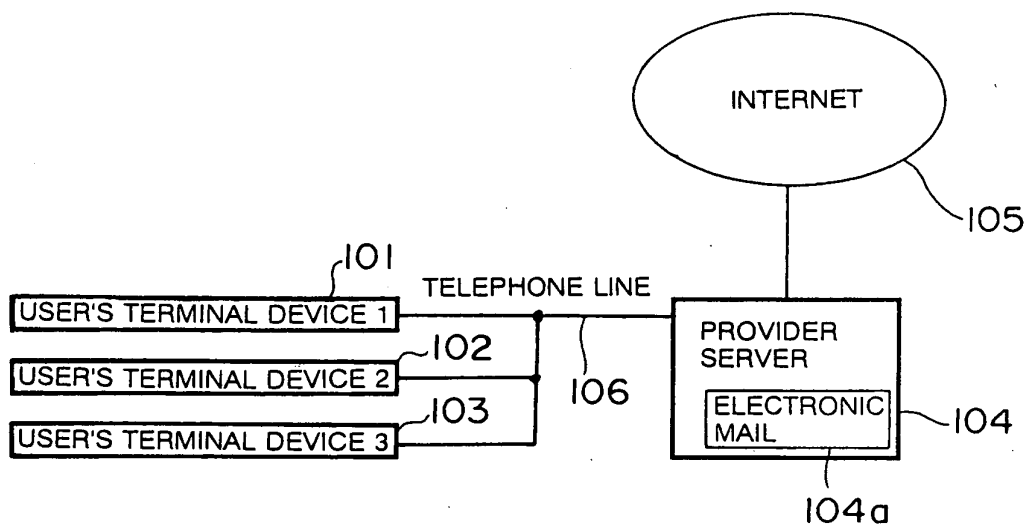 INTERNET
105
101
TELEPHONE LINE
USER'S TERMINAL DEVICE 1
102
USER'S TERMINAL DEVICE 2
103
USER'S TERMINAL DEVICE 3
106
PROVIDER
SERVER
ELECTRONIC
MAIL
104
104a